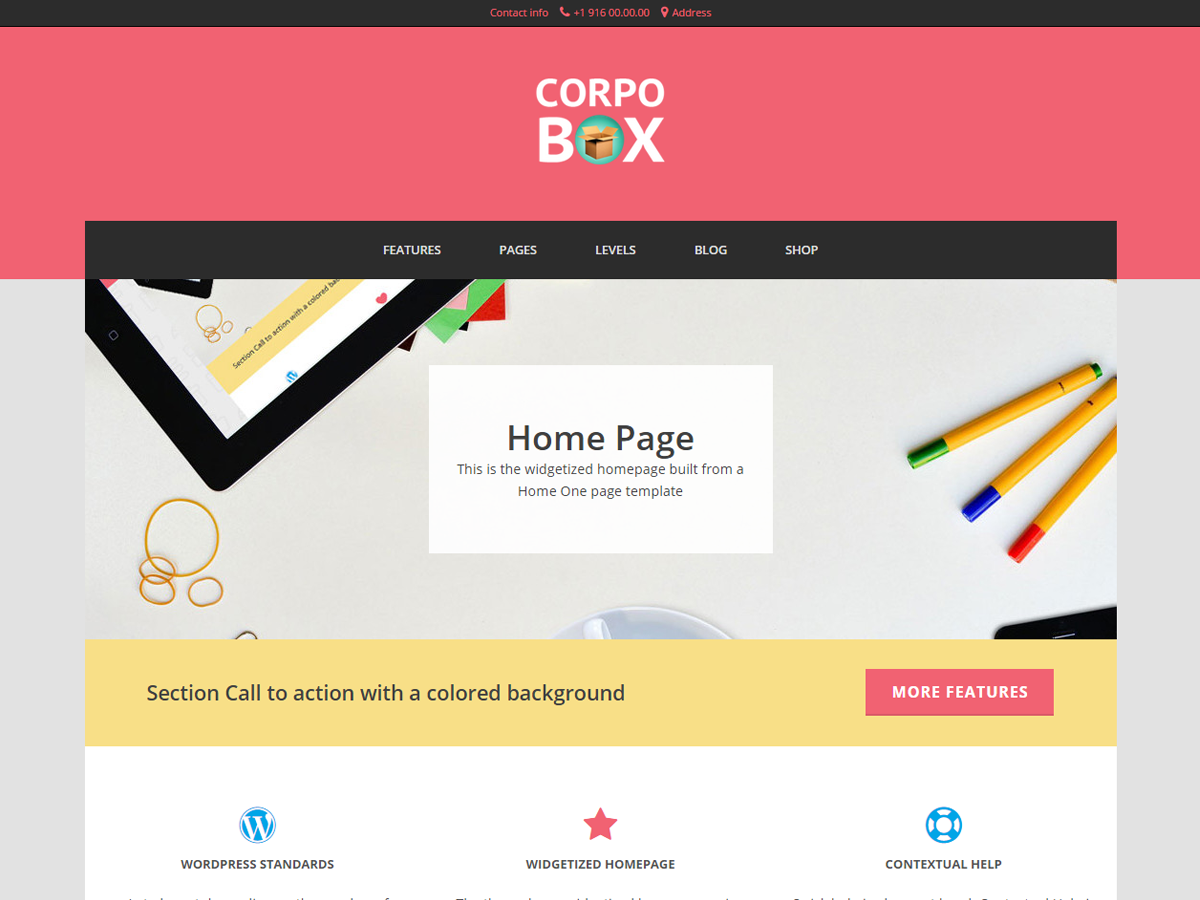 Contact info +1 916 00.00.00 Address
CORPO
BOX
FEATURES PAGES LEVELS BLOG SHOP
Section Call to action with a colored bac
Home Page
This is the widgetized homepage built from a
Home One page template
Section Call to action with a colored background
MORE FEATURES
WORDPRESS STANDARDS WIDGETIZED HOMEPAGE CONTEXTUAL HELP